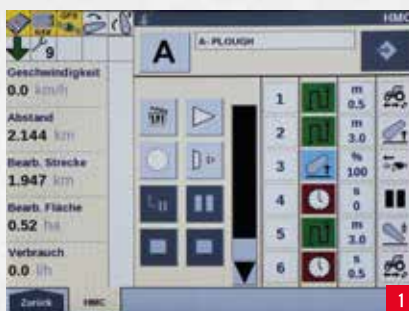 HMC
GPS
9
A
A- PLOUGH
Geschwindigkeit
0.0 km/h
Abstand
2.144 km
Bearb. Strecke
1.947 km
Bearb. Fläche
0.52 ha
Verbrauch
0.0 l/h
1 m 0.5
2 m 3.0
3 % 100
4 s 0
5 m 3.0
6 s 0.5
Zurück
HMC
1